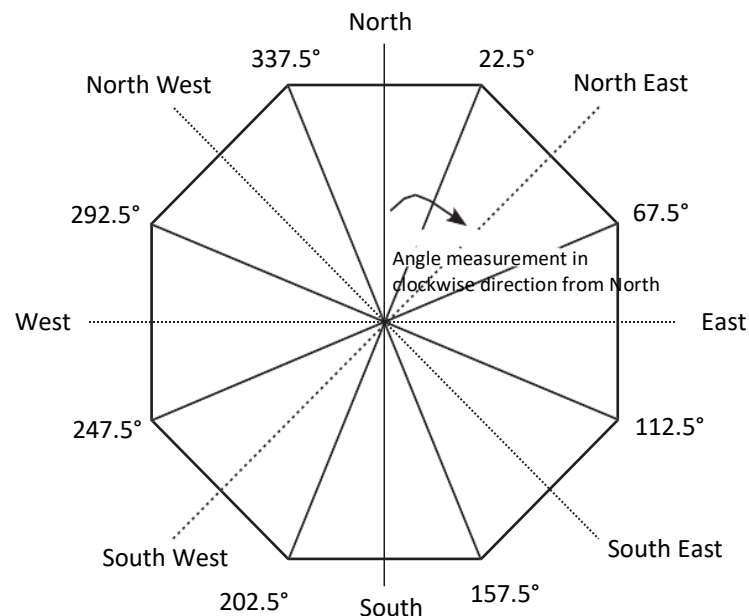 North
337.5°
22.5°
North West
North East
292.5°
67.5°
Angle measurement in
clockwise direction from North
West
East
247.5°
112.5°
South West
South East
202.5°
157.5°
South